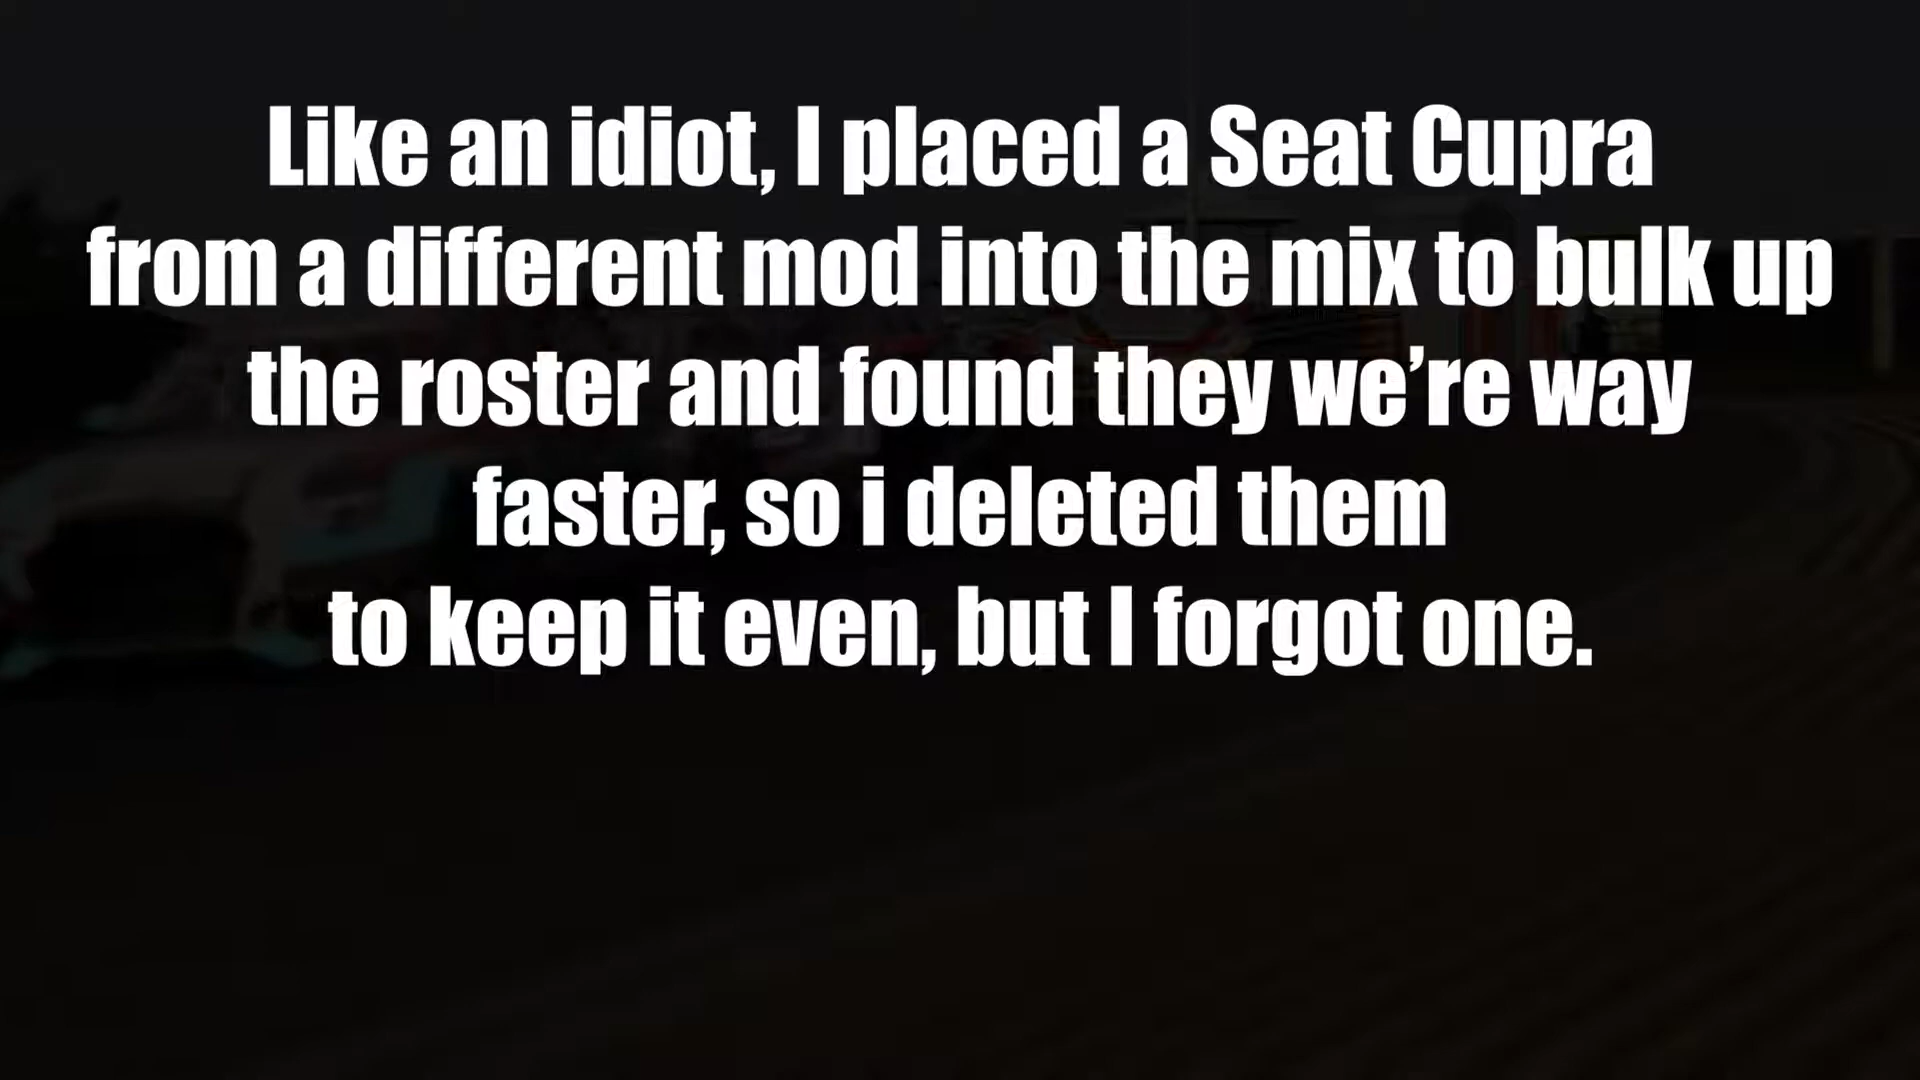 Like an idiot, I placed a Seat Cupra
from a different mod into the mix to bulk up
the roster and found they we’re way
faster, so i deleted them
to keep it even, but I forgot one.